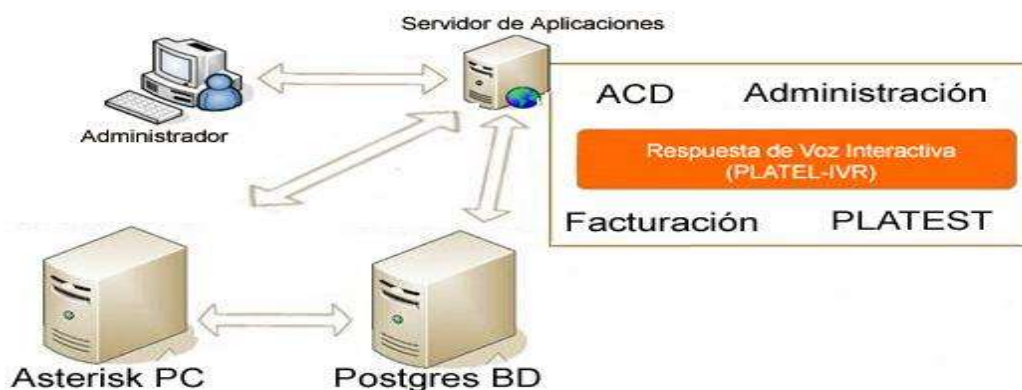 Servidor de Aplicaciones
Administrador
ACD
Administración
Respuesta de Voz Interactiva
(PLATEL-IVR)
Facturación
PLATEST
Asterisk PC
Postgres BD